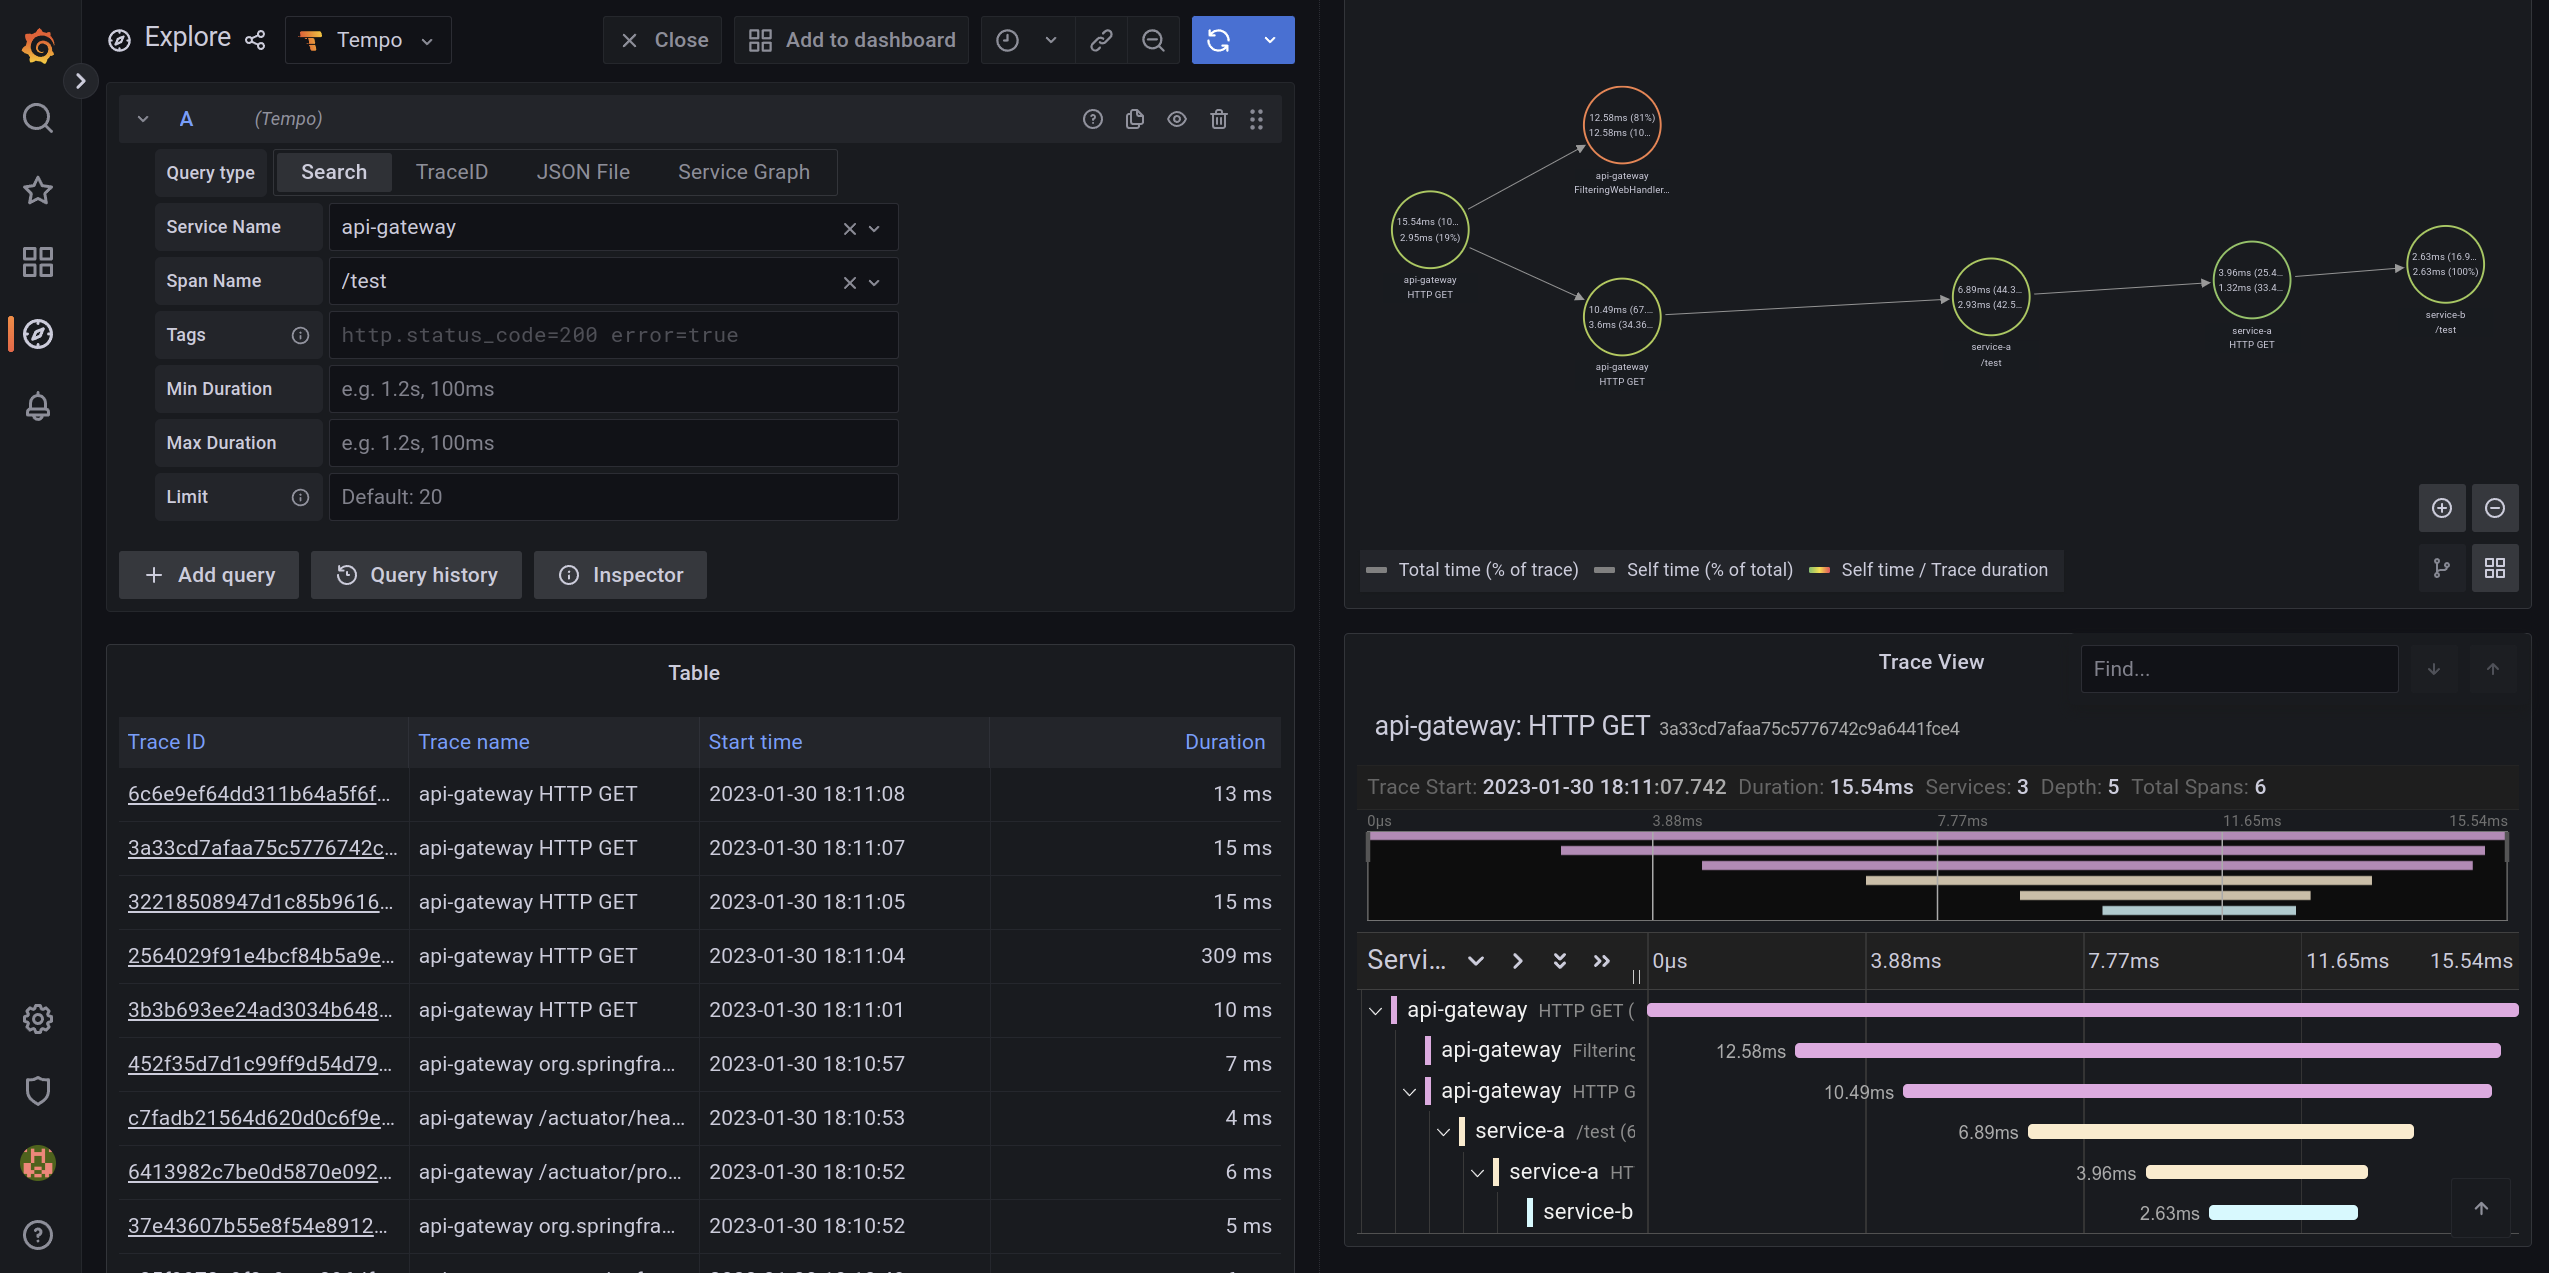 Explore
Tempo
Close
Add to dashboard
A
(Tempo)
Query type
Search
TraceID
JSON File
Service Graph
Service Name
api-gateway
Span Name
/test
Tags
http.status_code=200 error=true
Min Duration
e.g. 1.2s, 100ms
Max Duration
e.g. 1.2s, 100ms
Limit
Default: 20
Add query
Query history
Inspector
Table
Trace ID Trace name Start time Duration
6c6e9ef64dd311b64a5f6f... api-gateway HTTP GET 2023-01-30 18:11:08 13 ms
3a33cd7afaa75c5776742c... api-gateway HTTP GET 2023-01-30 18:11:07 15 ms
32218508947d1c85b9616... api-gateway HTTP GET 2023-01-30 18:11:05 15 ms
2564029f91e4bcf84b5a9e... api-gateway HTTP GET 2023-01-30 18:11:04 309 ms
3b3b693ee24ad3034b648... api-gateway HTTP GET 2023-01-30 18:11:01 10 ms
452f35d7d1c99ff9d54d79... api-gateway org.springfra... 2023-01-30 18:10:57 7 ms
c7fadb21564d620d0c6f9e... api-gateway /actuator/hea... 2023-01-30 18:10:53 4 ms
6413982c7be0d5870e092... api-gateway /actuator/pro... 2023-01-30 18:10:52 6 ms
37e43607b55e8f54e8912... api-gateway org.springfra... 2023-01-30 18:10:52 5 ms
12.58ms (81%)
12.58ms (10...
api-gateway
FilteringWebHandler...
15.54ms (10...
2.95ms (19%)
api-gateway
HTTP GET
10.49ms (67....
3.6ms (34.36...
api-gateway
HTTP GET
6.89ms (44.3...
2.93ms (42.5...
service-a
/test
3.96ms (25.4...
1.32ms (33.4...
service-a
HTTP GET
2.63ms (16.9...
2.63ms (100%)
service-b
/test
Total time (% of trace)
Self time (% of total)
Self time / Trace duration
Trace View
Find...
api-gateway: HTTP GET 3a33cd7afaa75c5776742c9a6441fce4
Trace Start: 2023-01-30 18:11:07.742 Duration: 15.54ms Services: 3 Depth: 5 Total Spans: 6
0μs 3.88ms 7.77ms 11.65ms 15.54ms
Servi... 0μs 3.88ms 7.77ms 11.65ms 15.54ms
api-gateway HTTP GET (
api-gateway Filtering 12.58ms
api-gateway HTTP G 10.49ms
service-a /test (6 6.89ms
service-a HT 3.96ms
service-b 2.63ms